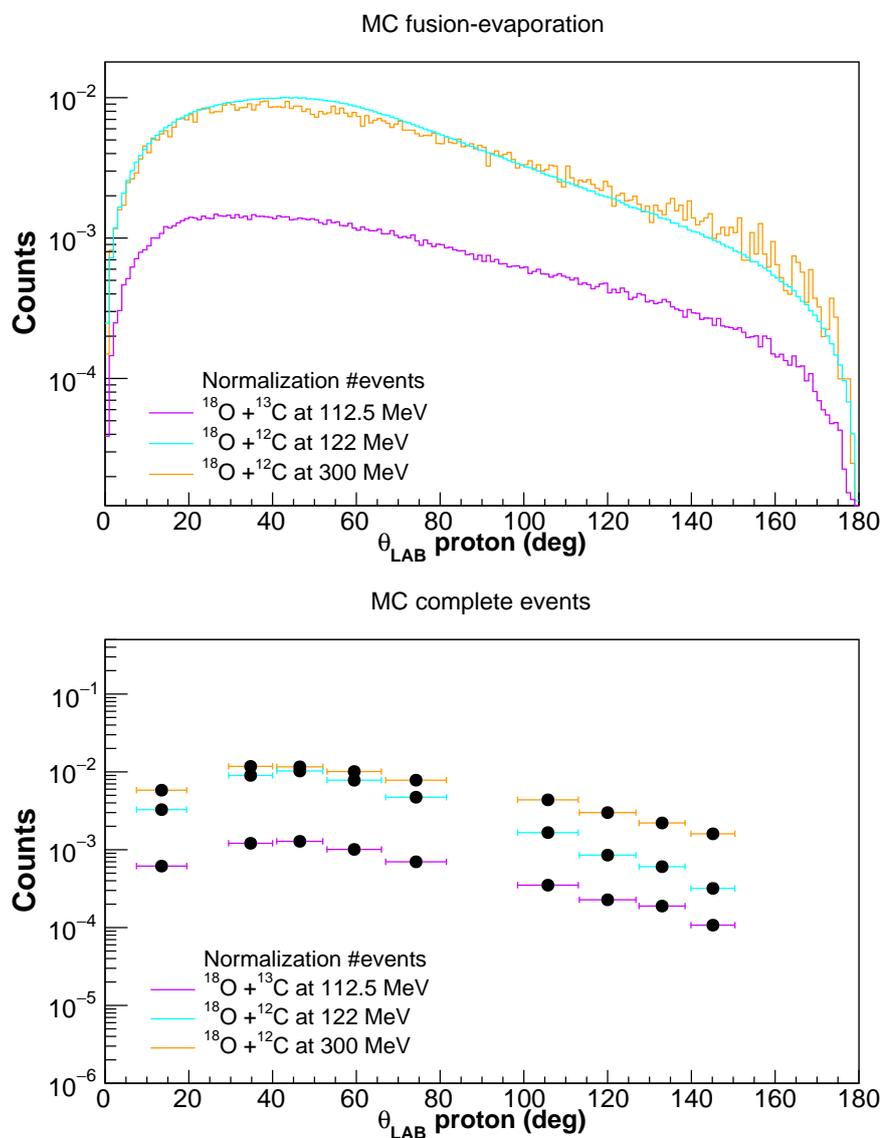 MC fusion-evaporation
10⁻²
10⁻³
10⁻⁴
Counts
Normalization #events
¹⁸O +¹³C at 112.5 MeV
¹⁸O +¹²C at 122 MeV
¹⁸O +¹²C at 300 MeV
0 20 40 60 80 100 120 140 160 180
θLAB proton (deg)
MC complete events
10⁻¹
10⁻²
10⁻³
10⁻⁴
10⁻⁵
10⁻⁶
Counts
Normalization #events
¹⁸O +¹³C at 112.5 MeV
¹⁸O +¹²C at 122 MeV
¹⁸O +¹²C at 300 MeV
0 20 40 60 80 100 120 140 160 180
θLAB proton (deg)